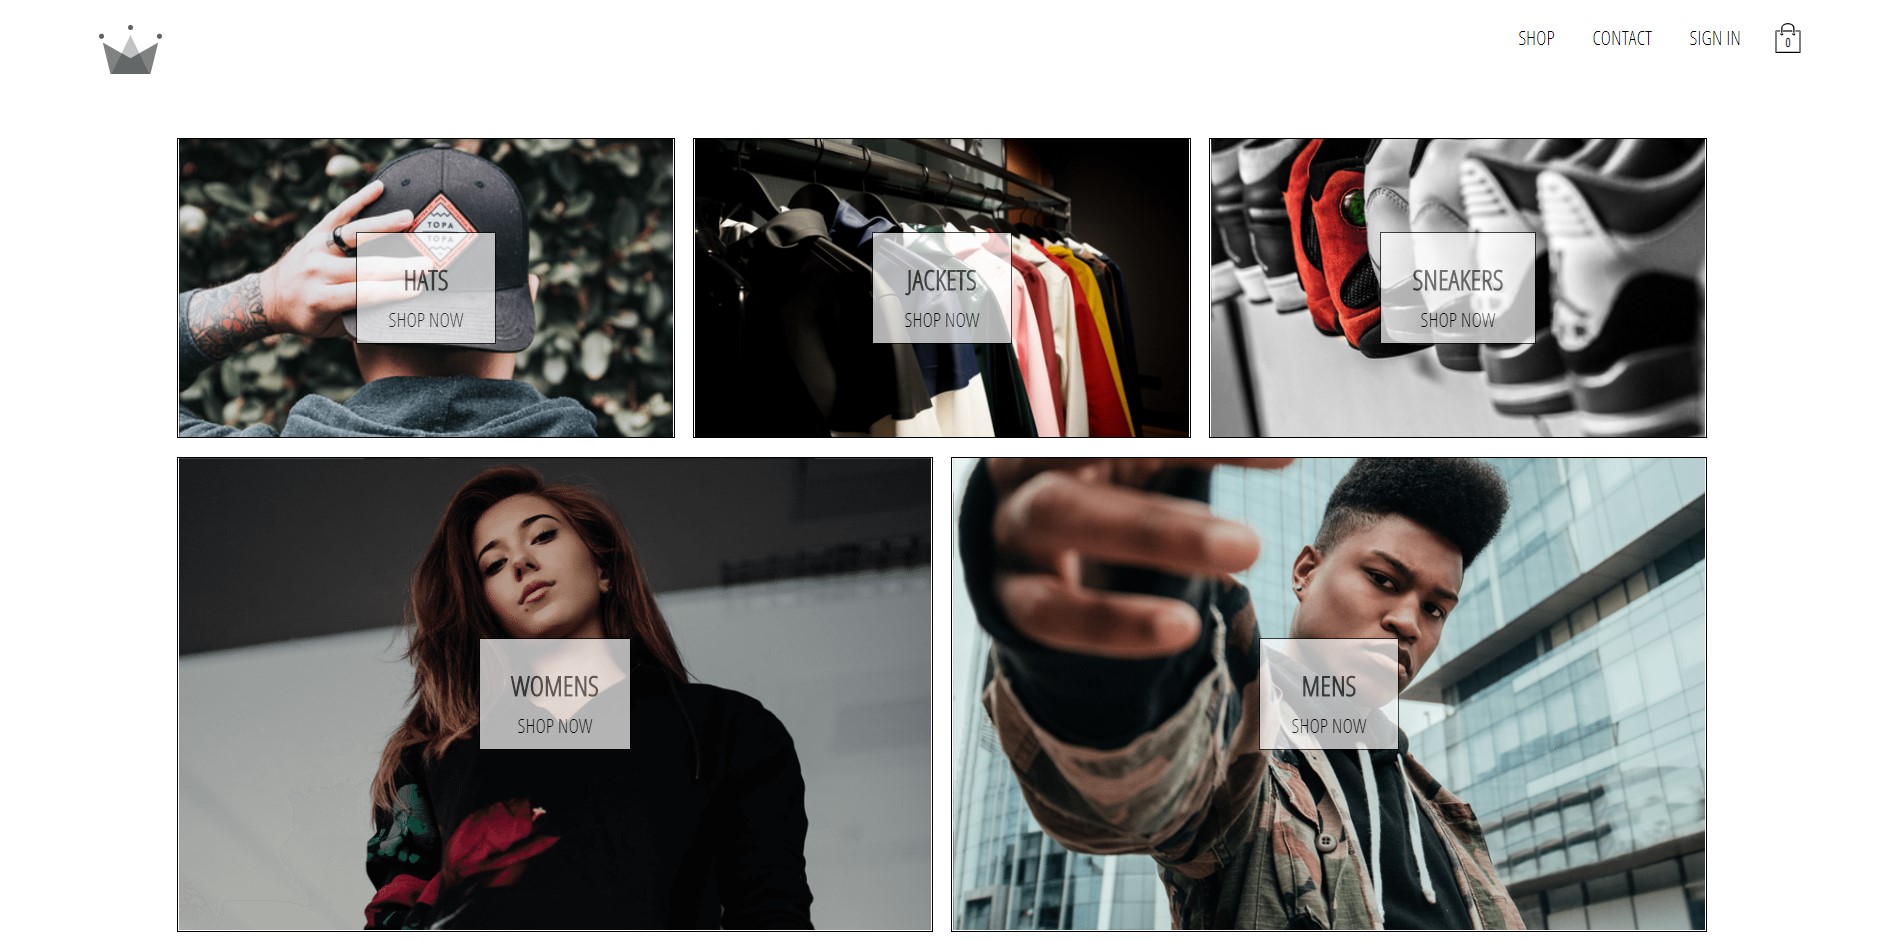 SHOP
CONTACT
SIGN IN
0
TOPA
TOPA
HATS
SHOP NOW
JACKETS
SHOP NOW
SNEAKERS
SHOP NOW
WOMENS
SHOP NOW
MENS
SHOP NOW